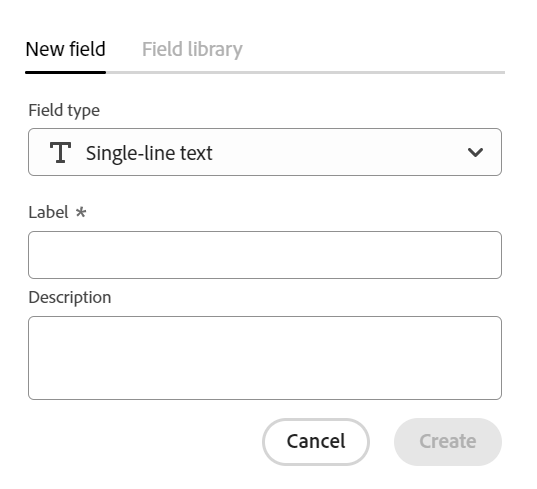 New field Field library
Field type
Single-line text
Label *
Description
Cancel Create